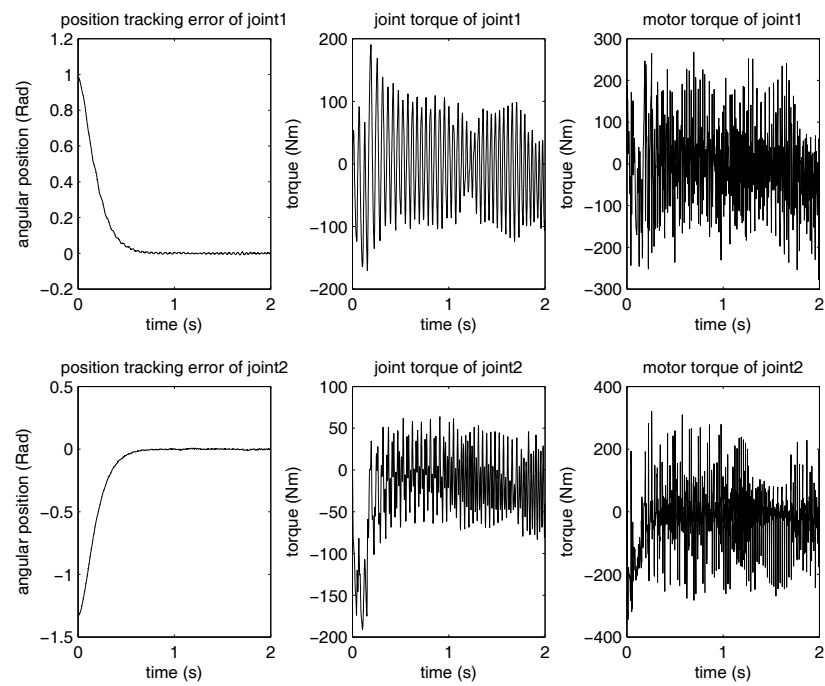 position tracking error of joint1
1.2
1
0.8
0.6
0.4
0.2
0
−0.2
angular position (Rad)
0 1 2
time (s)
joint torque of joint1
200
100
0
−100
−200
torque (Nm)
0 1 2
time (s)
motor torque of joint1
300
200
100
0
−100
−200
−300
torque (Nm)
0 1 2
time (s)
position tracking error of joint2
0.5
0
−0.5
−1
−1.5
angular position (Rad)
0 1 2
time (s)
joint torque of joint2
100
50
0
−50
−100
−150
−200
torque (Nm)
0 1 2
time (s)
motor torque of joint2
400
200
0
−200
−400
torque (Nm)
0 1 2
time (s)